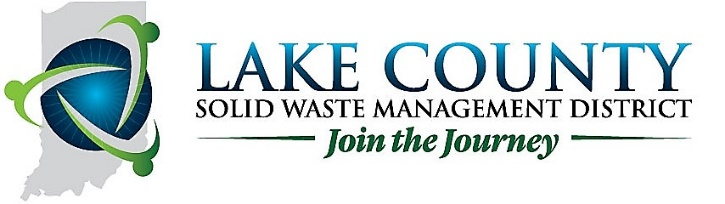 LAKE COUNTY
SOLID WASTE MANAGEMENT DISTRICT
Join the Journey